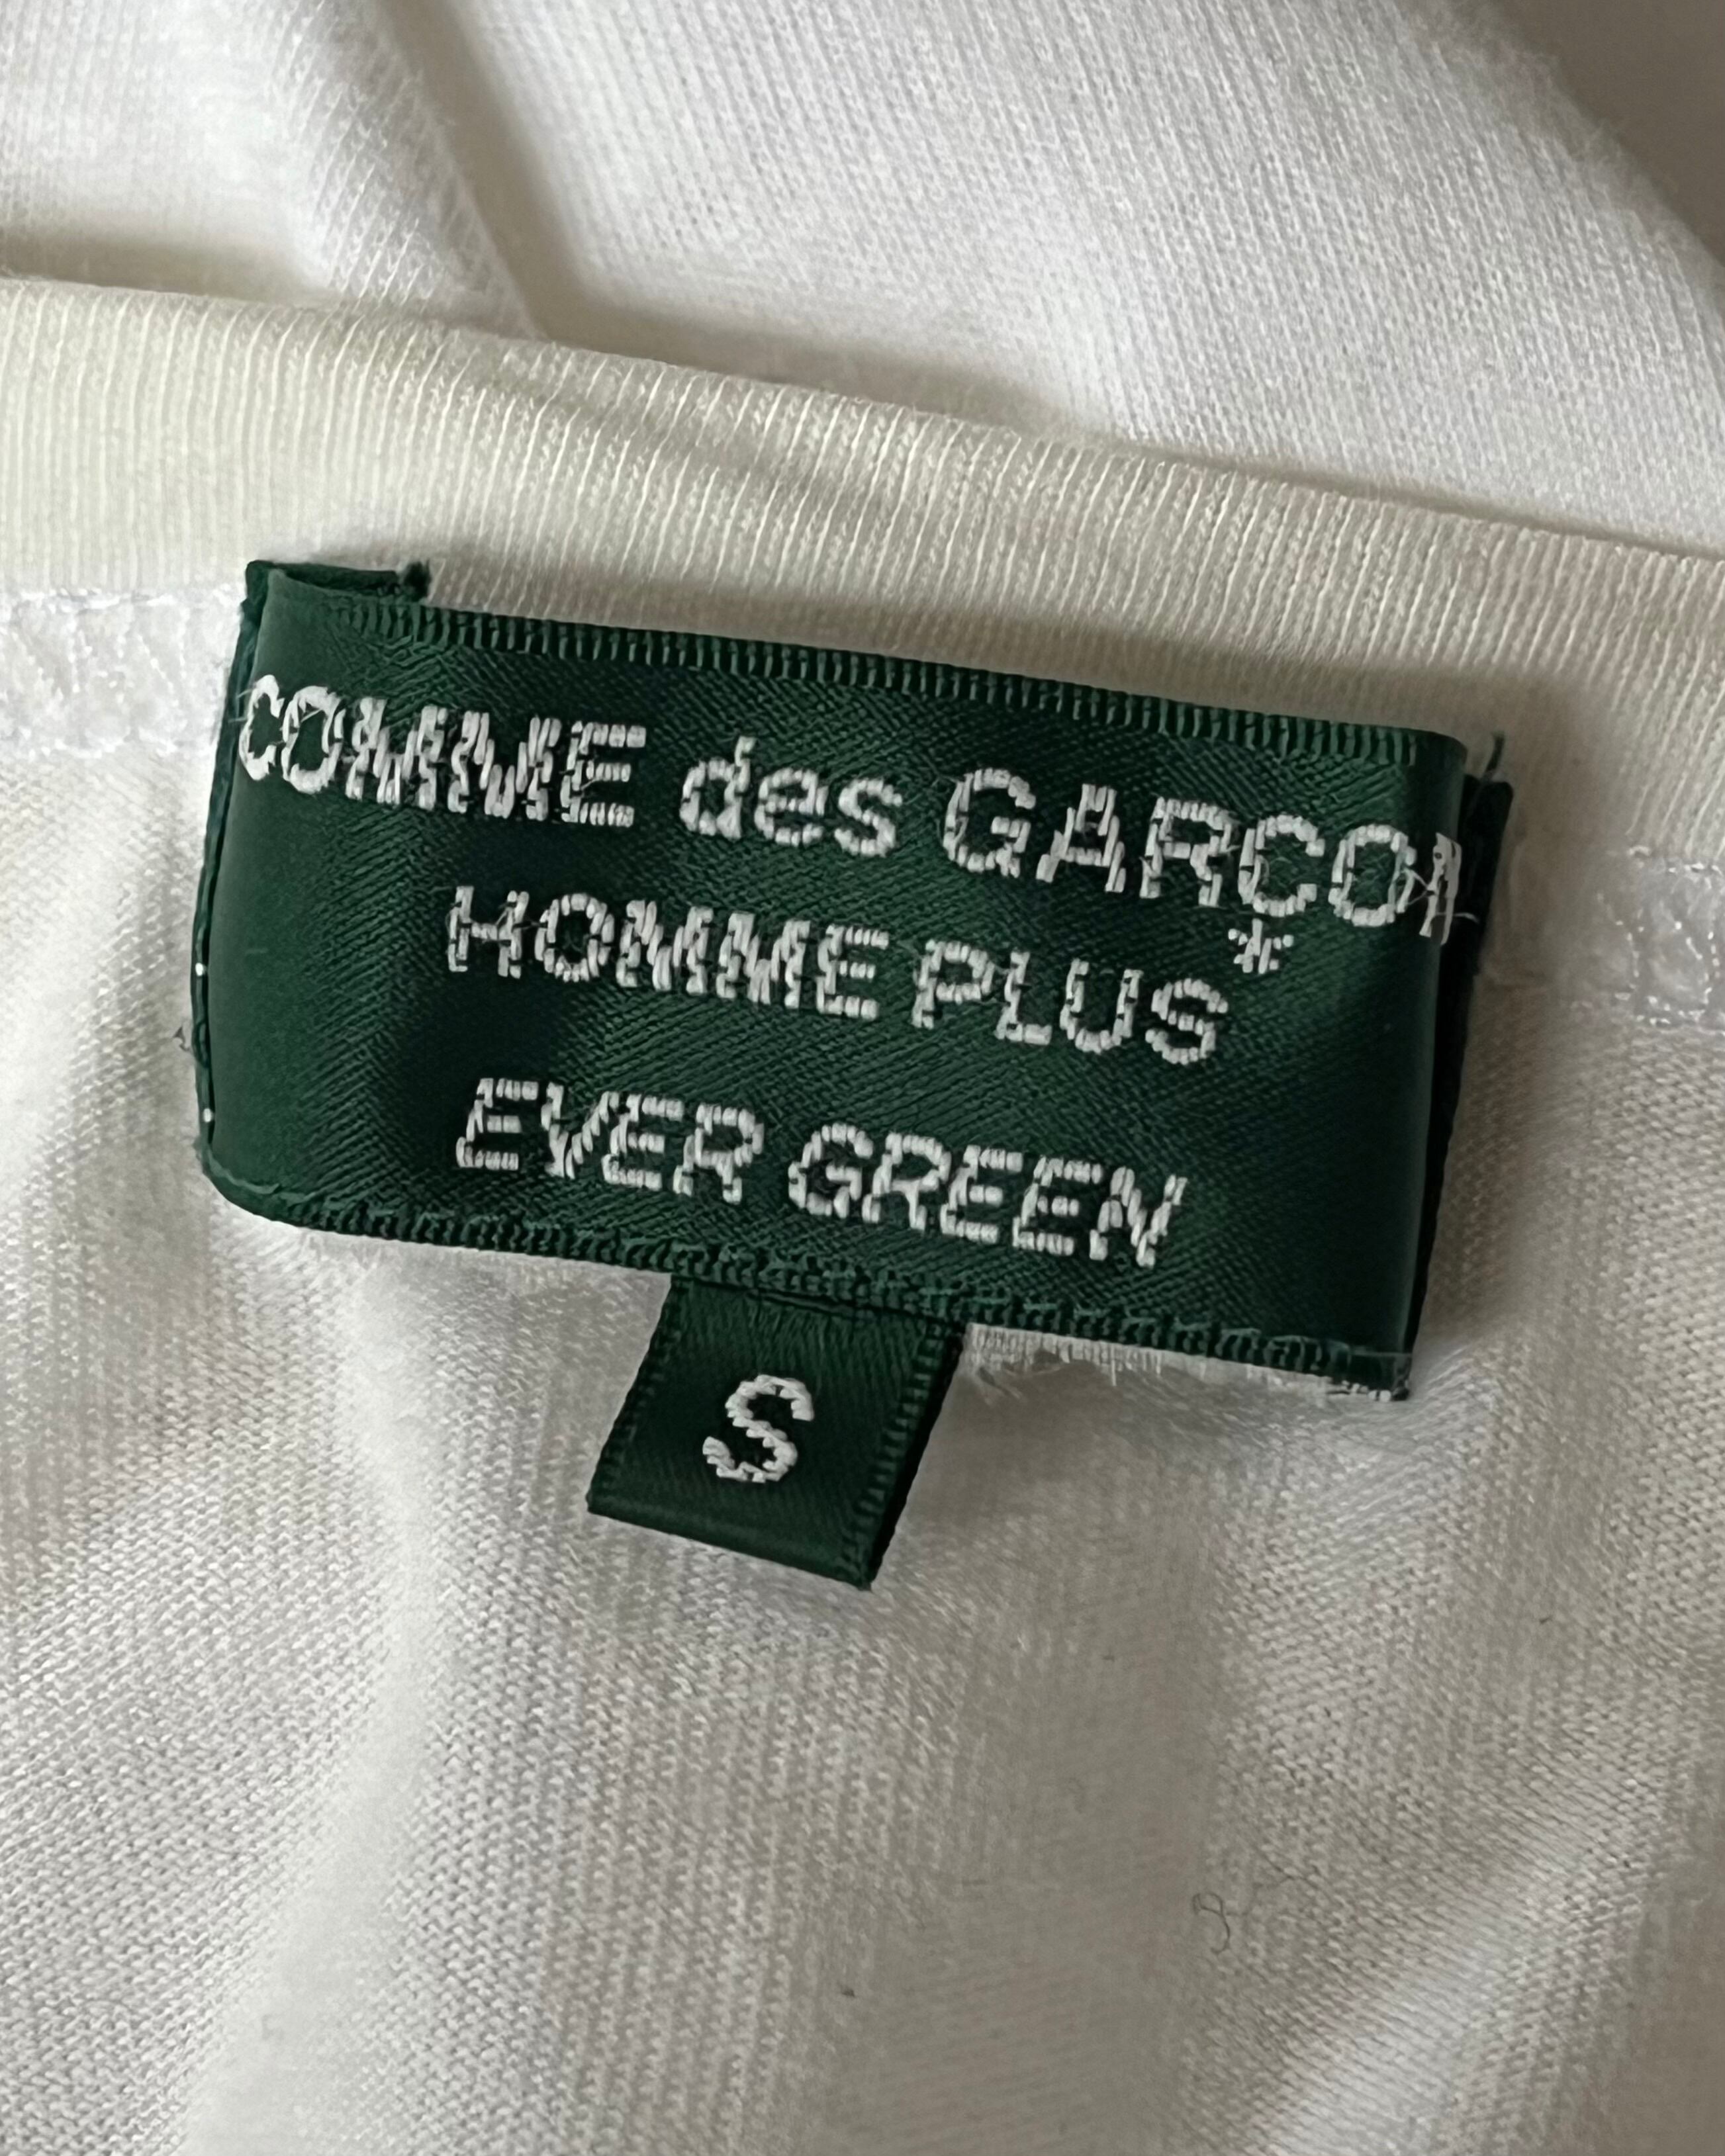 COMME des GARÇON
HOMME PLUS
EVER GREEN
S